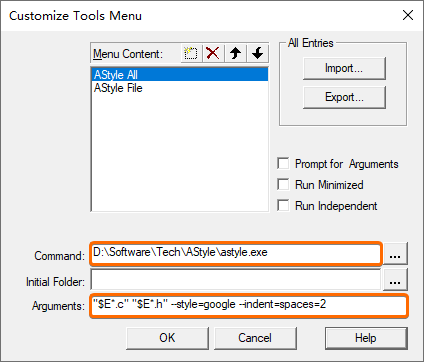 Customize Tools Menu
Menu Content:
AStyle All
AStyle File
All Entries
Import...
Export...
Prompt for Arguments
Run Minimized
Run Independent
Command: D:\Software\Tech\AStyle\astyle.exe ...
Initial Folder: ...
Arguments: "$E*.c" "$E*.h" --style=google --indent=spaces=2
OK Cancel Help